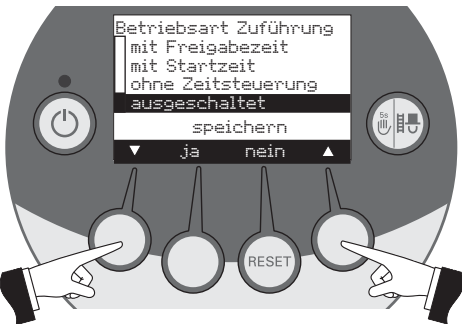 Betriebsart Zuführung
mit Freigabezeit
mit Startzeit
ohne Zeitsteuerung
ausgeschaltet
speichern
▼ ja nein ▲
5s
RESET